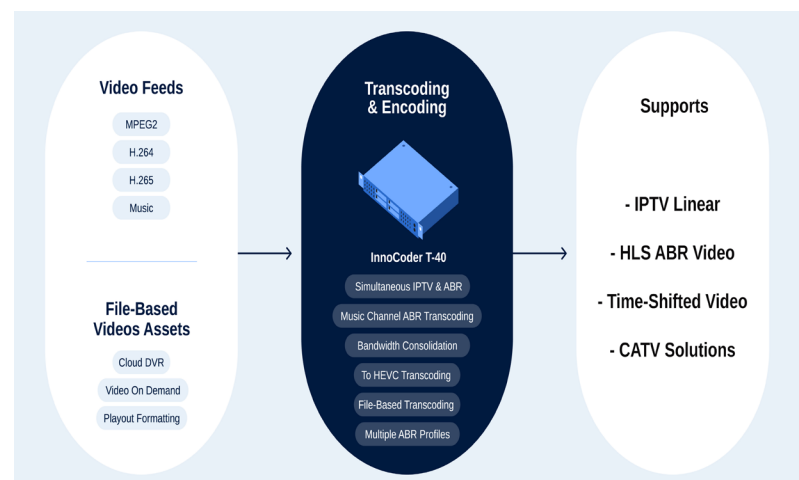 Video Feeds
MPEG2
H.264
H.265
Music
File-Based
Videos Assets
Cloud DVR
Video On Demand
Playout Formatting
Transcoding
& Encoding
InnoCoder T-40
Simultaneous IPTV & ABR
Music Channel ABR Transcoding
Bandwidth Consolidation
To HEVC Transcoding
File-Based Transcoding
Multiple ABR Profiles
Supports
- IPTV Linear
- HLS ABR Video
- Time-Shifted Video
- CATV Solutions